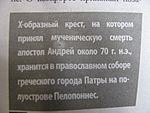 Х-образный крест, на котором
принял мученическую смерть
апостол Андрей около 70 г. н.э.,
хранится в православном соборе
греческого города Патры на по-
луострове Пелопоннес.